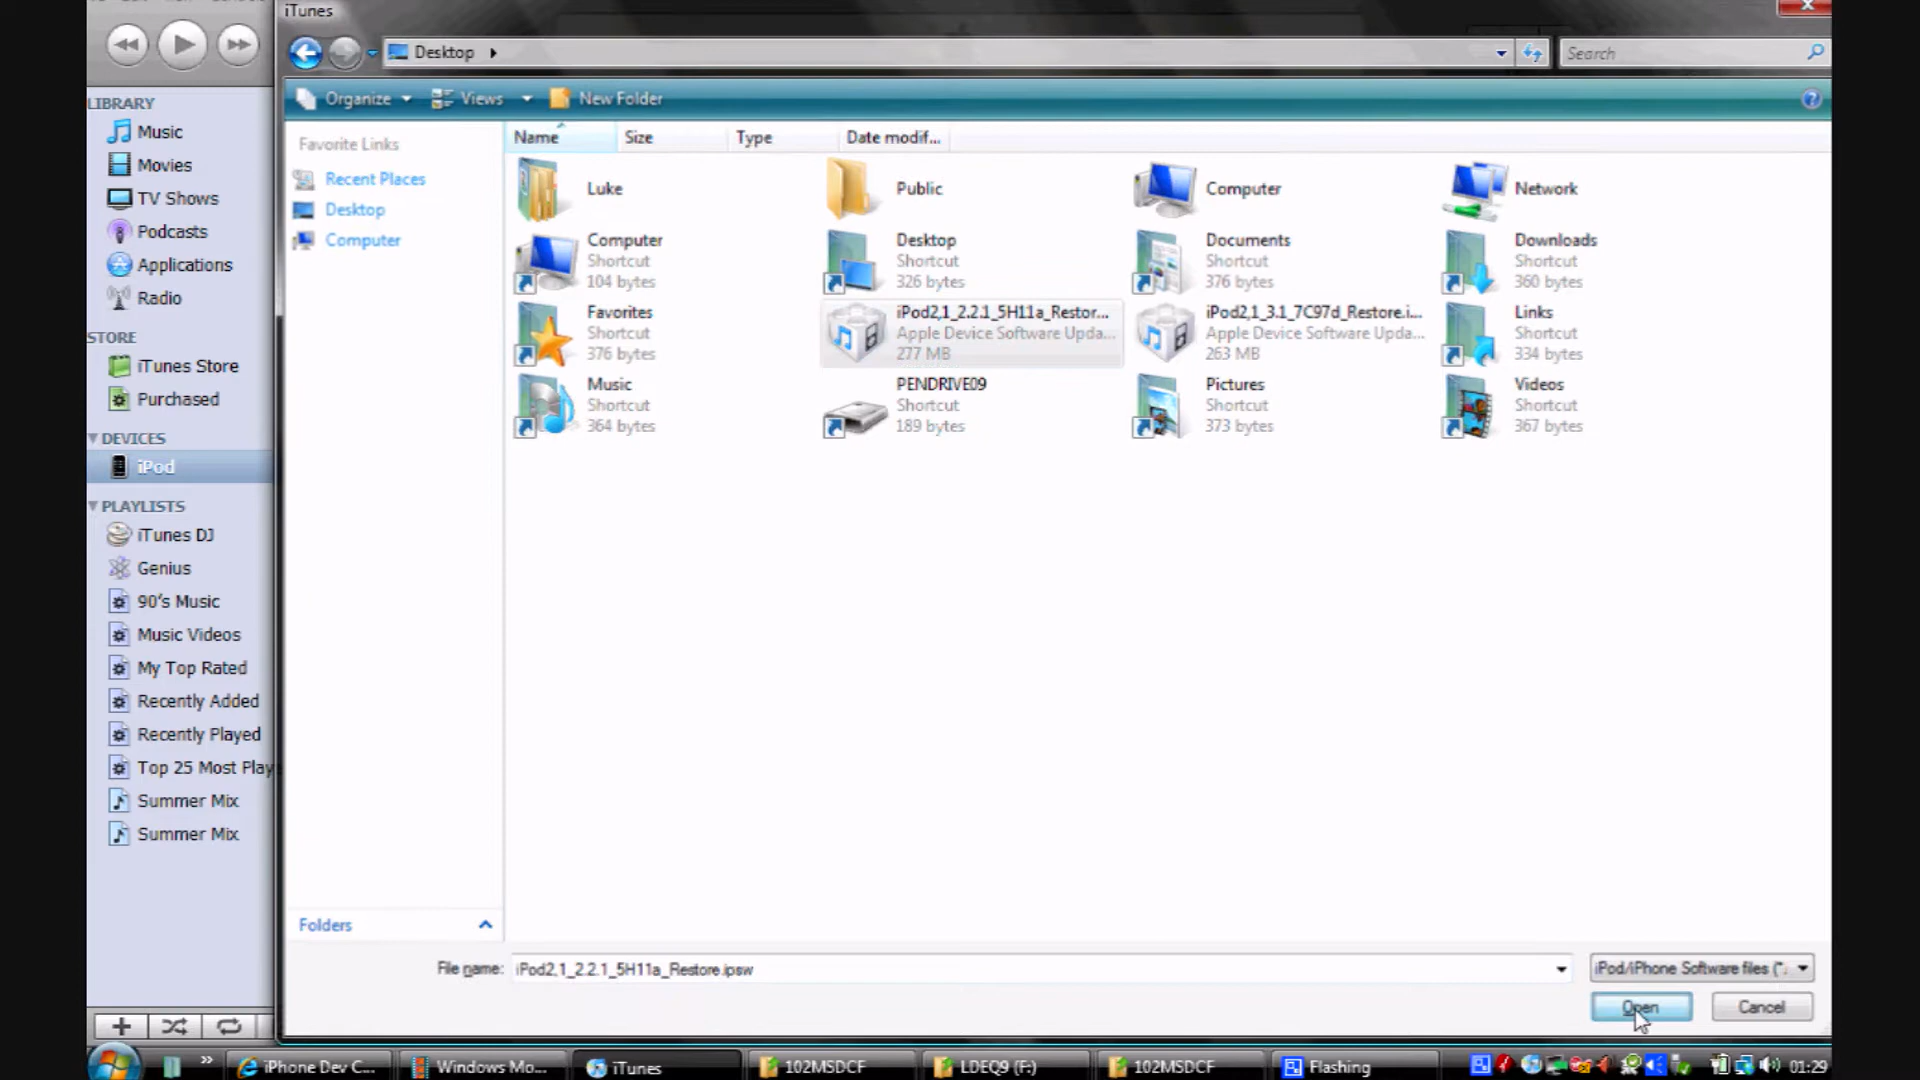 iTunes
Desktop
Search
Organize
Views
New Folder
LIBRARY
Music
Movies
TV Shows
Podcasts
Applications
Radio
STORE
iTunes Store
Purchased
DEVICES
iPod
PLAYLISTS
iTunes DJ
Genius
90's Music
Music Videos
My Top Rated
Recently Added
Recently Played
Top 25 Most Play
Summer Mix
Summer Mix
Favorite Links
Recent Places
Desktop
Computer
Folders
Name Size Type Date modif...
Luke
Public
Computer
Network
Computer
Shortcut
104 bytes
Desktop
Shortcut
326 bytes
Documents
Shortcut
376 bytes
Downloads
Shortcut
360 bytes
Favorites
Shortcut
376 bytes
iPod2,1_2.2.1_5H11a_Restor...
Apple Device Software Upda...
277 MB
iPod2,1_3.1_7C97d_Restore.i...
Apple Device Software Upda...
263 MB
Links
Shortcut
334 bytes
Music
Shortcut
364 bytes
PENDRIVE09
Shortcut
189 bytes
Pictures
Shortcut
373 bytes
Videos
Shortcut
367 bytes
File name: iPod2,1_2.2.1_5H11a_Restore.ipsw
iPod/iPhone Software files (*.
Open
Cancel
iPhone Dev C...
Windows Mo...
iTunes
102MSDCF
LDEQ9 (F:)
102MSDCF
Flashing
01:29